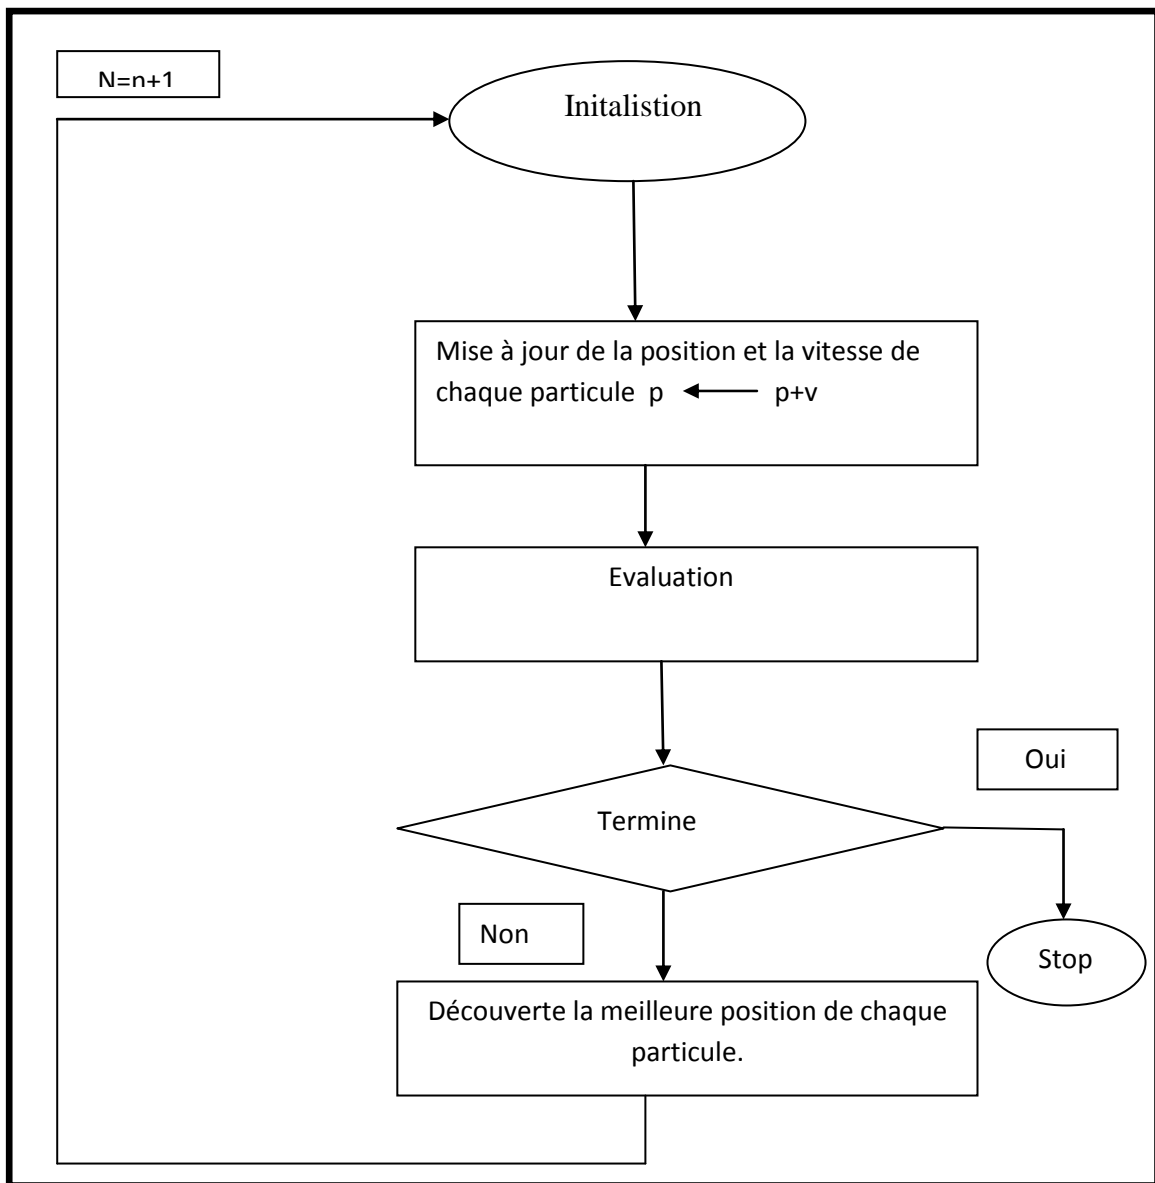 N=n+1
Initalistion
Mise à jour de la position et la vitesse de
chaque particule p ← p+v
Evaluation
Oui
Termine
Non
Stop
Découverte la meilleure position de chaque
particule.